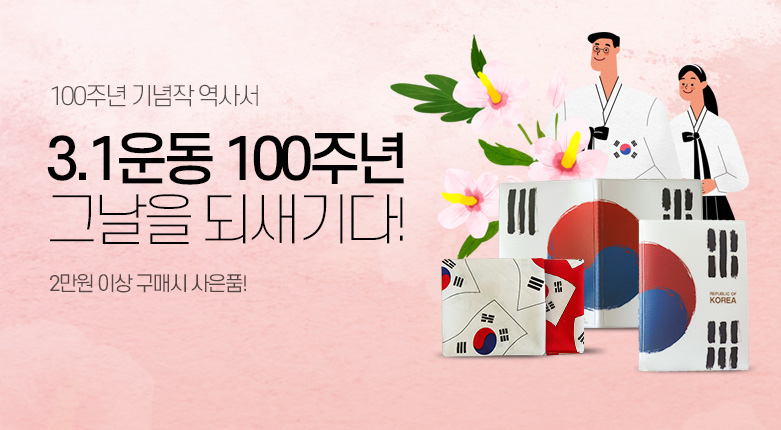 100주년 기념작 역사서
3.1운동 100주년
그날을 되새기다!
2만원 이상 구매시 사은품!
REPUBLIC OF
KOREA